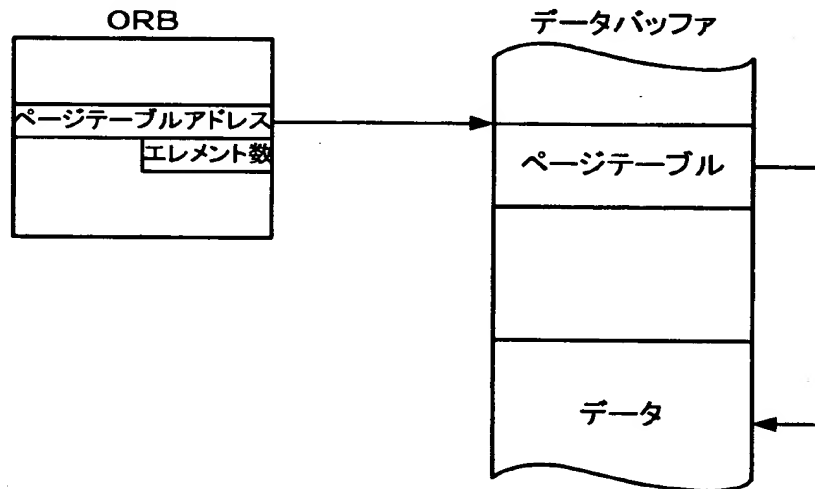 ORB
ページテーブルアドレス
エレメント数
データバッファ
ページテーブル
データ